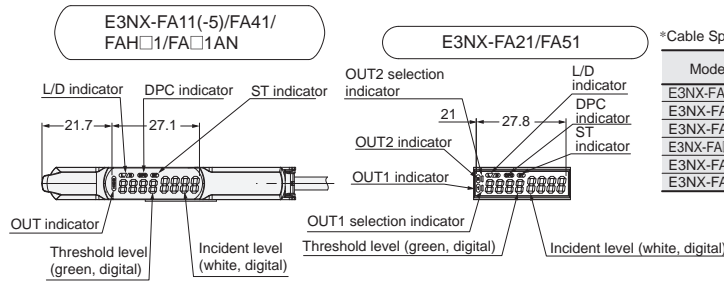 E3NX-FA11(-5)/FA41/
FAH□1/FA□1AN
L/D indicator
DPC indicator
ST indicator
21.7
27.1
OUT indicator
Threshold level
(green, digital)
Incident level
(white, digital)
E3NX-FA21/FA51
OUT2 selection
indicator
L/D
indicator
DPC
indicator
ST
indicator
21
27.8
OUT2 indicator
OUT1 indicator
OUT1 selection indicator
Threshold level (green, digital)
Incident level (white, digital)
*Cable Sp
Mode
E3NX-FA
E3NX-FA
E3NX-FA
E3NX-FA
E3NX-FA
E3NX-FA